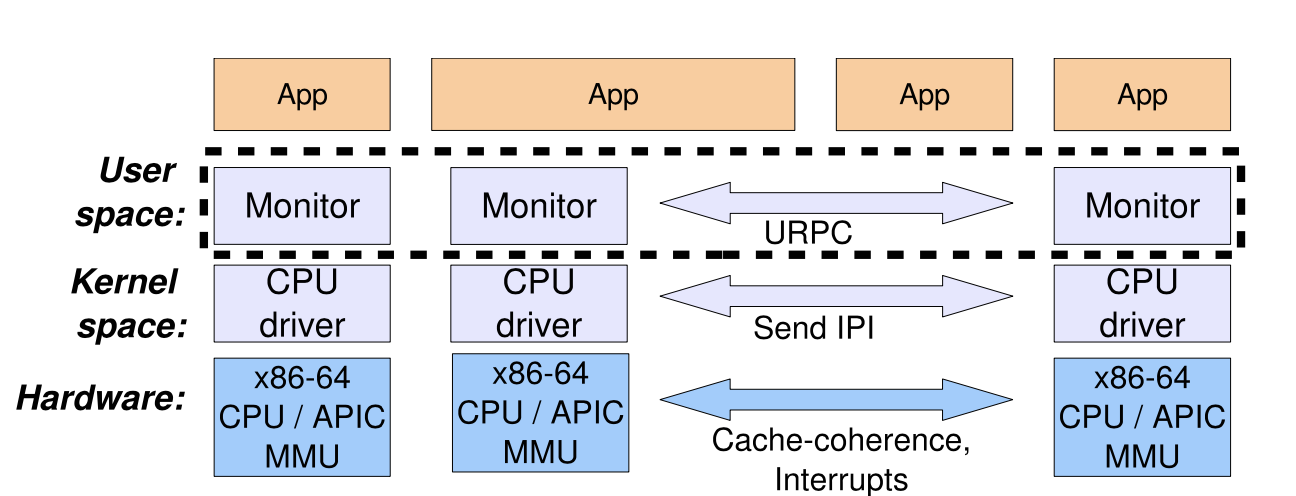 App App App App
User
space:
Monitor Monitor Monitor
URPC
Kernel
space:
CPU
driver
CPU
driver
CPU
driver
Send IPI
Hardware:
x86-64
CPU / APIC
MMU
x86-64
CPU / APIC
MMU
x86-64
CPU / APIC
MMU
Cache-coherence,
Interrupts